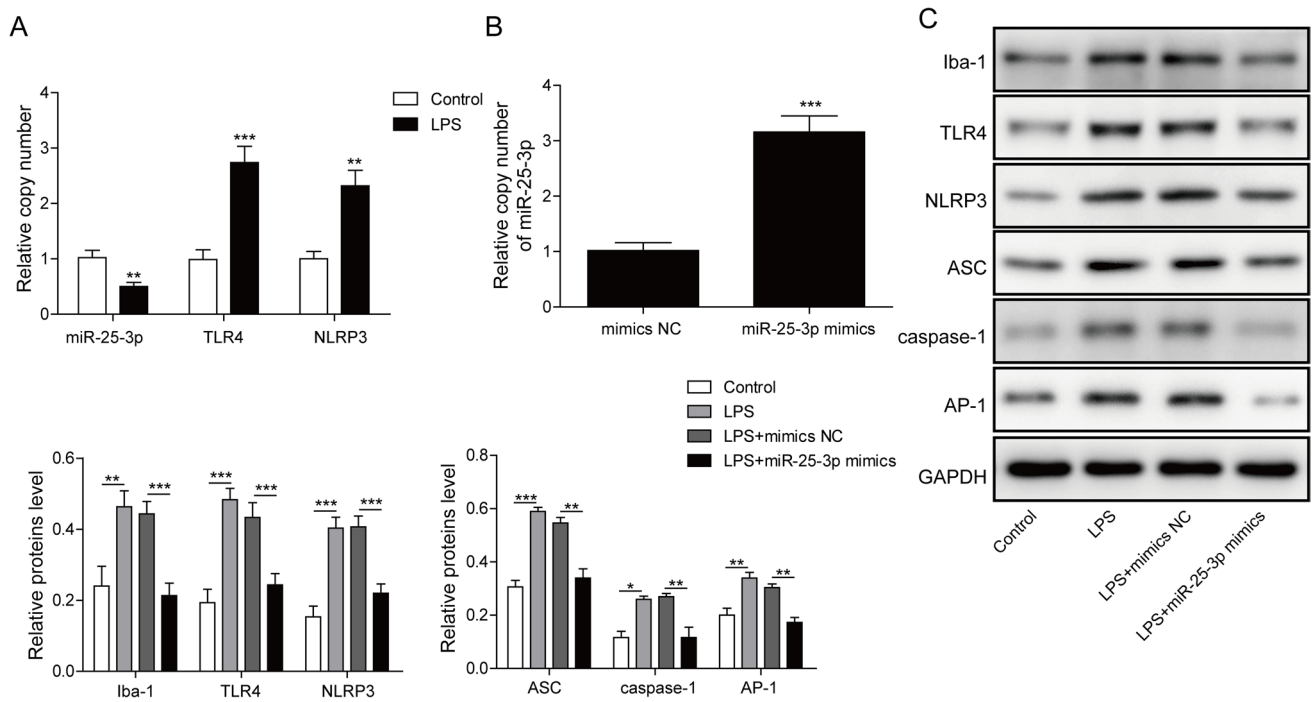 A
B
C
Relative copy number
4
3
2
1
0
Control
LPS
**
***
**
miR-25-3p
TLR4
NLRP3
Relative copy number
of miR-25-3p
4
3
2
1
0
***
mimics NC
miR-25-3p mimics
Iba-1
TLR4
NLRP3
ASC
caspase-1
AP-1
GAPDH
Control
LPS
LPS+mimics NC
LPS+miR-25-3p mimics
Relative proteins level
0.6
0.4
0.2
0.0
** ***
*** ***
*** ***
Iba-1
TLR4
NLRP3
Control
LPS
LPS+mimics NC
LPS+miR-25-3p mimics
Relative proteins level
0.8
0.6
0.4
0.2
0.0
*** **
* **
** **
ASC
caspase-1
AP-1